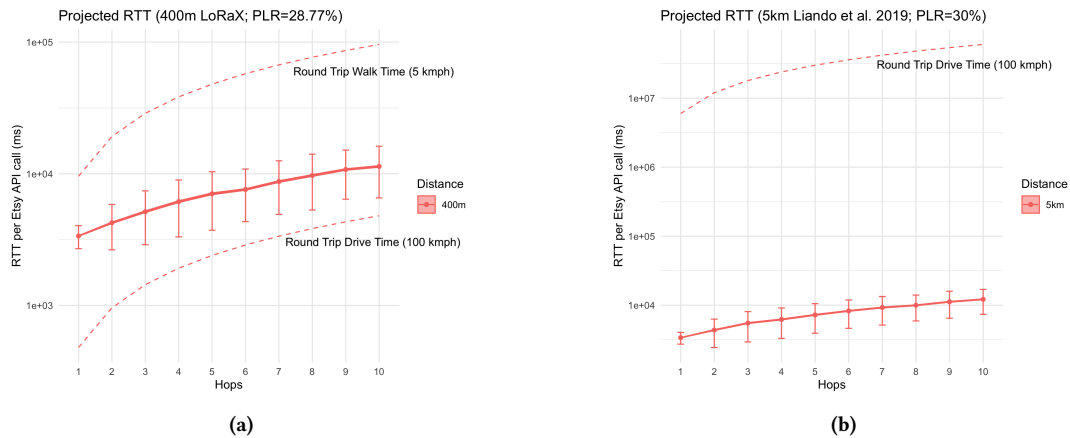 Projected RTT (400m LoRaX; PLR=28.77%)
1e+05
1e+04
1e+03
RTT per Etsy API call (ms)
Round Trip Walk Time (5 kmph)
Round Trip Drive Time (100 kmph)
1 2 3 4 5 6 7 8 9 10
Hops
Distance
400m
(a)
Projected RTT (5km Liando et al. 2019; PLR=30%)
1e+07
1e+06
1e+05
1e+04
RTT per Etsy API call (ms)
Round Trip Drive Time (100 kmph)
1 2 3 4 5 6 7 8 9 10
Hops
Distance
5km
(b)